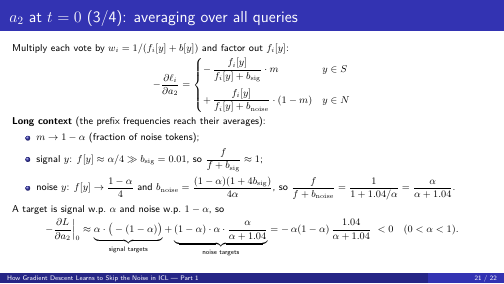 a₂ at t = 0 (3/4): averaging over all queries
Multiply each vote by wᵢ = 1/(fᵢ[y] + b[y]) and factor out fᵢ[y]:
−∂ℓᵢ/∂a₂ = { − fᵢ[y]/(fᵢ[y] + b_sig) · m    y ∈ S
+ fᵢ[y]/(fᵢ[y] + b_noise) · (1 − m)    y ∈ N
Long context (the prefix frequencies reach their averages):
m → 1 − α (fraction of noise tokens);
signal y: f[y] ≈ α/4 ≫ b_sig = 0.01, so f/(f + b_sig) ≈ 1;
noise y: f[y] → (1 − α)/4 and b_noise = (1 − α)(1 + 4b_sig)/(4α), so f/(f + b_noise) = 1/(1 + 1.04/α) = α/(α + 1.04).
A target is signal w.p. α and noise w.p. 1 − α, so
−∂L/∂a₂|₀ ≈ α · (−(1 − α)) + (1 − α) · α · α/(α + 1.04) = −α(1 − α) 1.04/(α + 1.04) < 0 (0 < α < 1).
signal targets
noise targets
How Gradient Descent Learns to Skip the Noise in ICL — Part 1
21 / 22